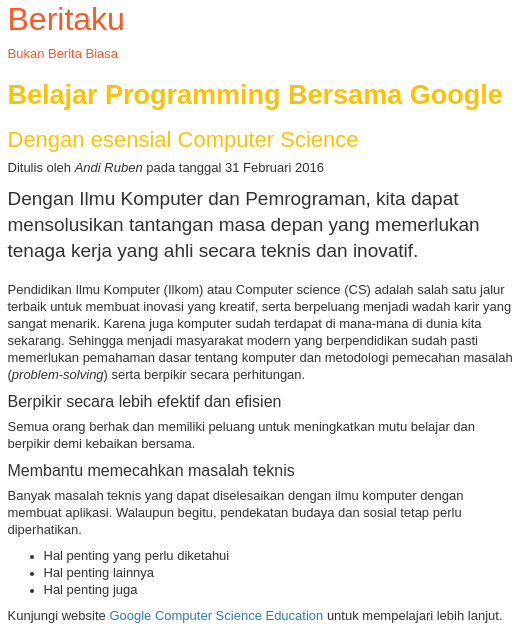 Beritaku
Bukan Berita Biasa
Belajar Programming Bersama Google
Dengan esensial Computer Science
Ditulis oleh Andi Ruben pada tanggal 31 Februari 2016
Dengan Ilmu Komputer dan Pemrograman, kita dapat
mensolusikan tantangan masa depan yang memerlukan
tenaga kerja yang ahli secara teknis dan inovatif.
Pendidikan Ilmu Komputer (Ilkom) atau Computer science (CS) adalah salah satu jalur
terbaik untuk membuat inovasi yang kreatif, serta berpeluang menjadi wadah karir yang
sangat menarik. Karena juga komputer sudah terdapat di mana-mana di dunia kita
sekarang. Sehingga menjadi masyarakat modern yang berpendidikan sudah pasti
memerlukan pemahaman dasar tentang komputer dan metodologi pemecahan masalah
(problem-solving) serta berpikir secara perhitungan.
Berpikir secara lebih efektif dan efisien
Semua orang berhak dan memiliki peluang untuk meningkatkan mutu belajar dan
berpikir demi kebaikan bersama.
Membantu memecahkan masalah teknis
Banyak masalah teknis yang dapat diselesaikan dengan ilmu komputer dengan
membuat aplikasi. Walaupun begitu, pendekatan budaya dan sosial tetap perlu
diperhatikan.
• Hal penting yang perlu diketahui
• Hal penting lainnya
• Hal penting juga
Kunjungi website Google Computer Science Education untuk mempelajari lebih lanjut.